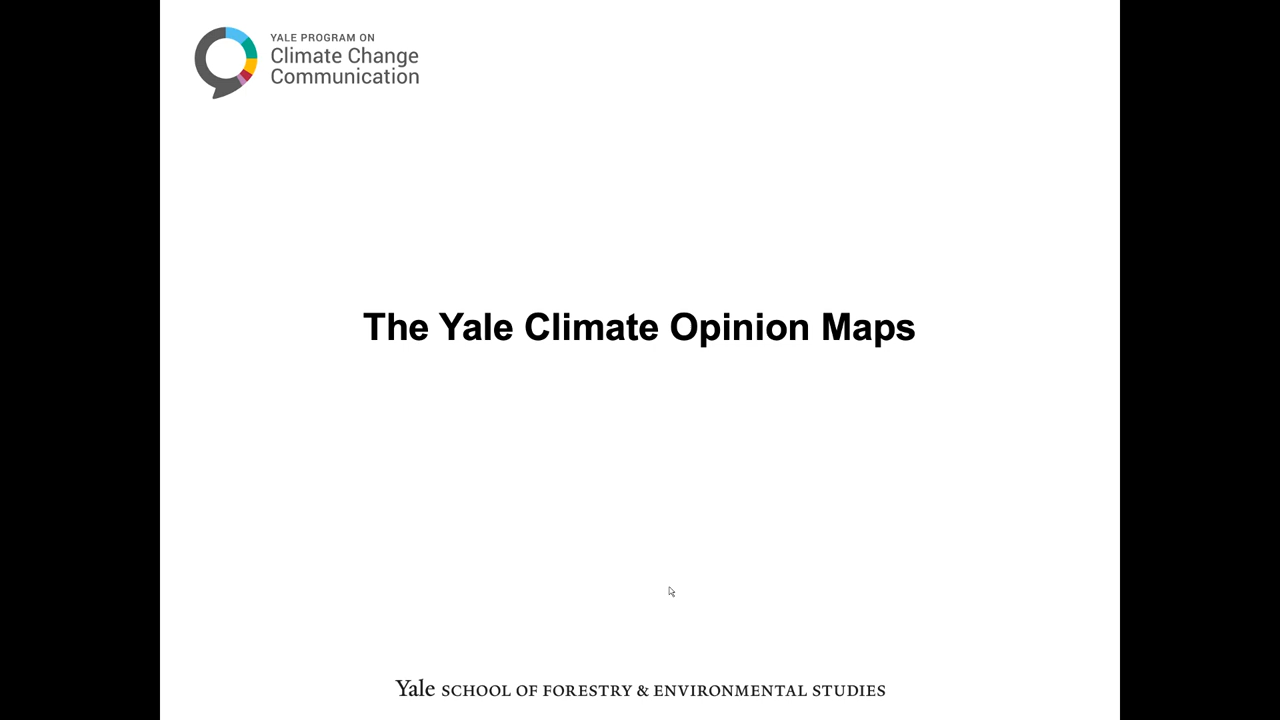 YALE PROGRAM ON
Climate Change
Communication
The Yale Climate Opinion Maps
Yale SCHOOL OF FORESTRY & ENVIRONMENTAL STUDIES